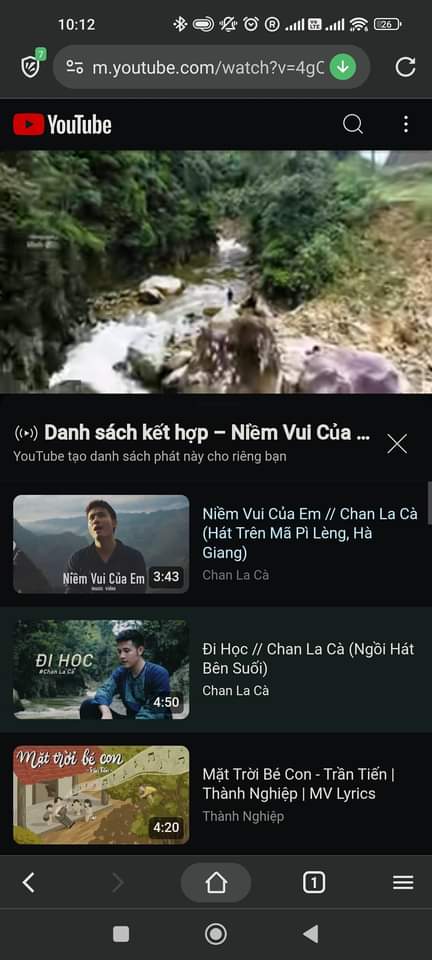 10:12
26
7
m.youtube.com/watch?v=4gC
YouTube
Danh sách kết hợp – Niềm Vui Của ...
YouTube tạo danh sách phát này cho riêng bạn
Niềm Vui Của Em
music video
3:43
Niềm Vui Của Em // Chan La Cà
(Hát Trên Mã Pì Lèng, Hà
Giang)
Chan La Cà
ĐI HỌC
#Chan La Cà
4:50
Đi Học // Chan La Cà (Ngồi Hát
Bên Suối)
Chan La Cà
Mặt trời bé con
4:20
Mặt Trời Bé Con - Trần Tiến |
Thành Nghiệp | MV Lyrics
Thành Nghiệp
1